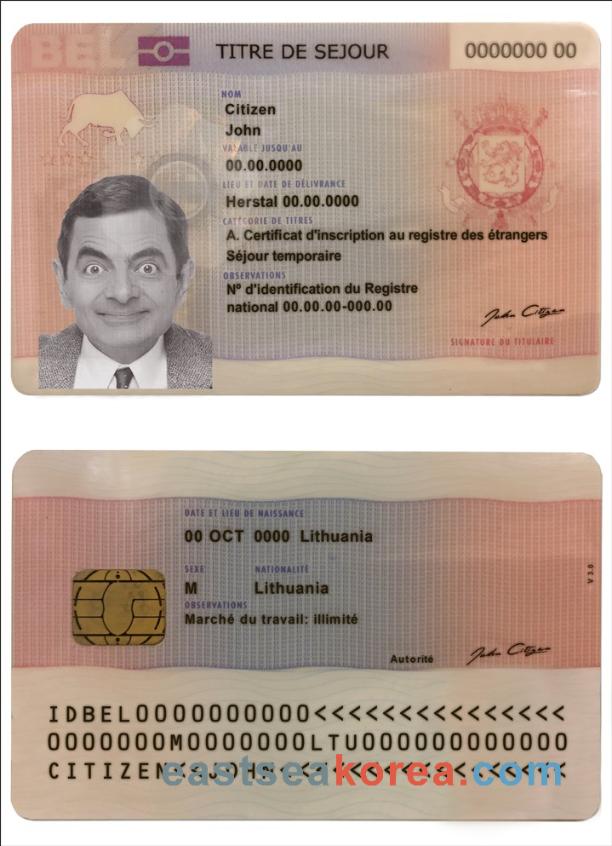 BEL
TITRE DE SEJOUR
0000000 00
NOM
Citizen
John
VALABLE JUSQU'AU
00.00.0000
LIEU ET DATE DE DÉLIVRANCE
Herstal 00.00.0000
CATÉGORIE DE TITRES
A. Certificat d'inscription au registre des étrangers
Séjour temporaire
OBSERVATIONS
Nº d'identification du Registre
national 00.00.00-000.00
John Citizen
SIGNATURE DU TITULAIRE
DATE ET LIEU DE NAISSANCE
00 OCT 0000 Lithuania
SEXE NATIONALITÉ
M Lithuania
OBSERVATIONS
Marché du travail: illimité
V 3.0
Autorité
John Citizen
IDBEL0000000000<<<<<<<<<<<<<<<
0000000M0000000LTU000000000000
CITIZEN<<JOHN<<<<<<<<<<<<<<<<<
eastseakorea.com